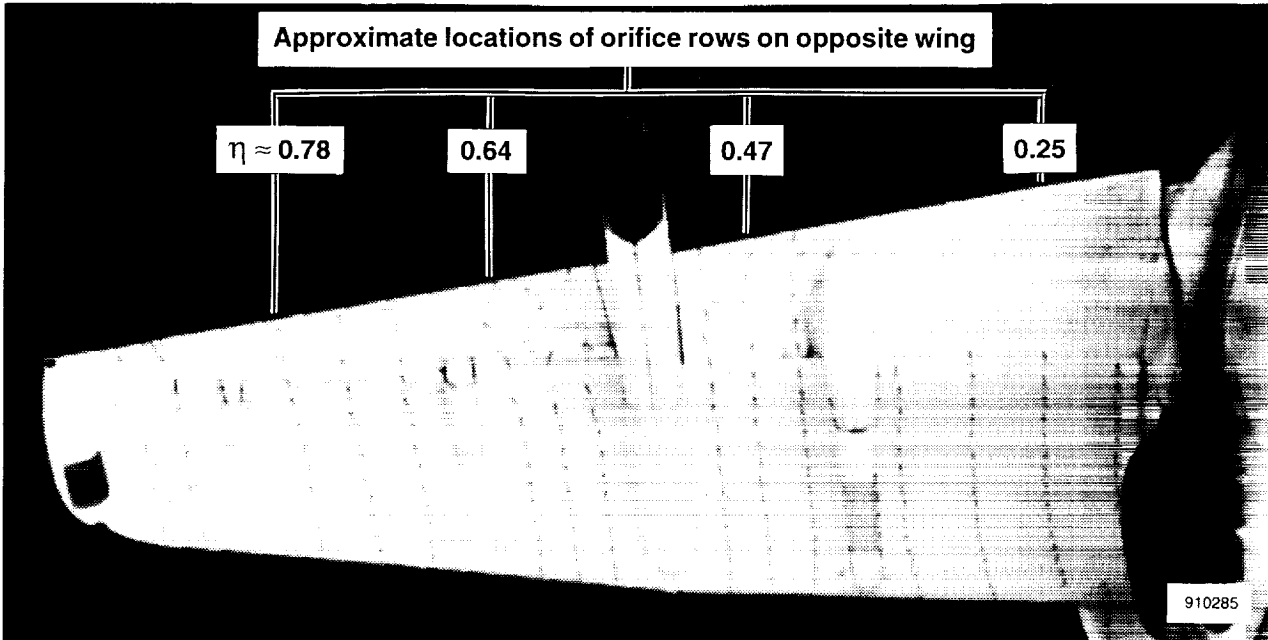 Approximate locations of orifice rows on opposite wing
η ≈ 0.78 0.64 0.47 0.25
910285